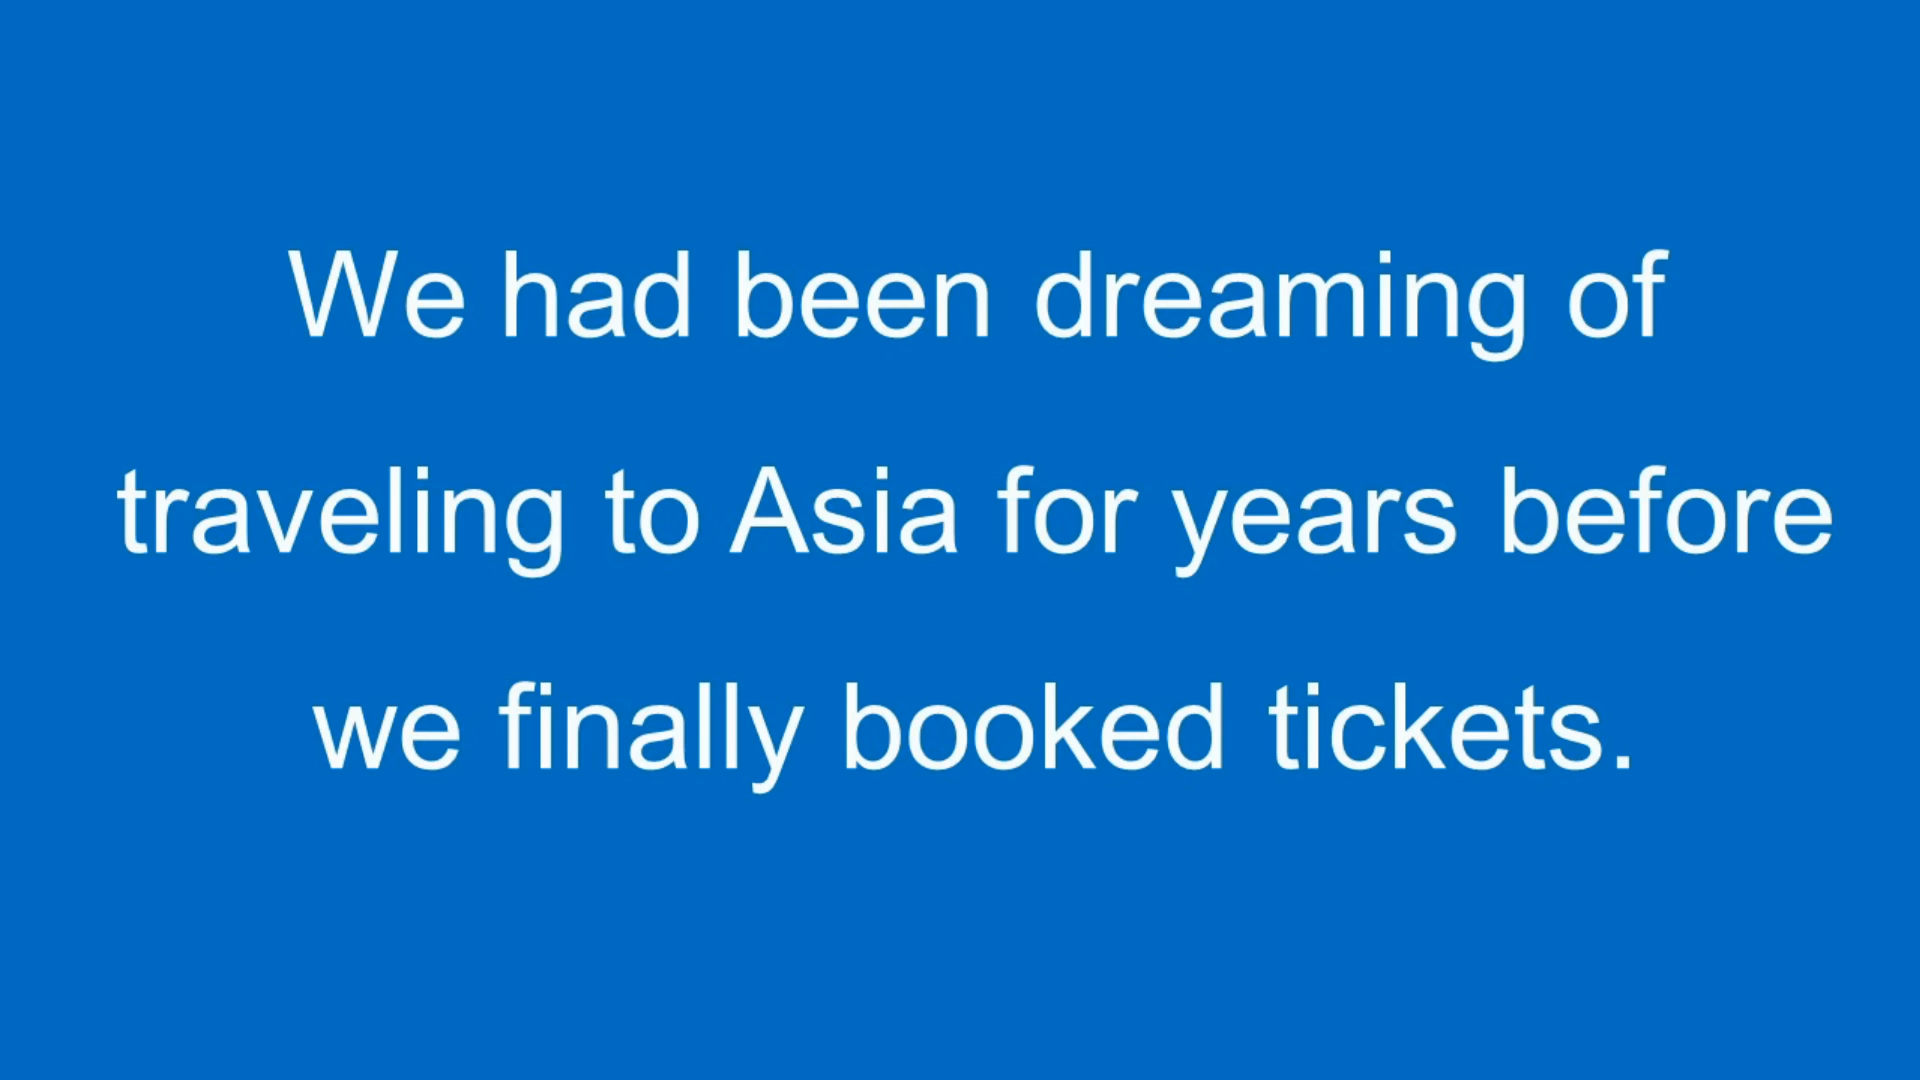 We had been dreaming of
traveling to Asia for years before
we finally booked tickets.